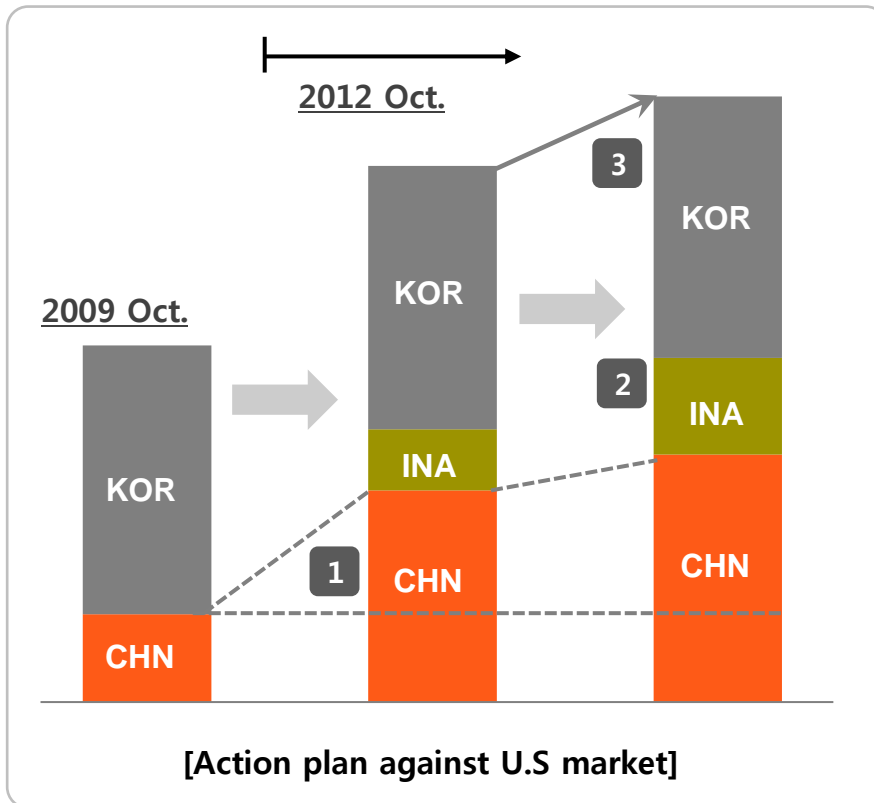 2012 Oct.
3
KOR
KOR
2009 Oct.
2
INA
INA
KOR
1
CHN
CHN
CHN
[Action plan against U.S market]